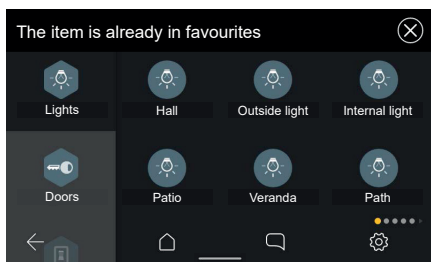 The item is already in favourites
Lights
Hall
Outside light
Internal light
Doors
Patio
Veranda
Path